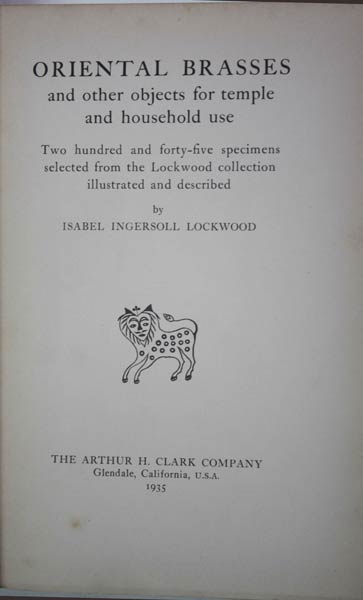 ORIENTAL BRASSES
and other objects for temple
and household use
Two hundred and forty-five specimens
selected from the Lockwood collection
illustrated and described
by
ISABEL INGERSOLL LOCKWOOD
THE ARTHUR H. CLARK COMPANY
Glendale, California, U.S.A.
1935